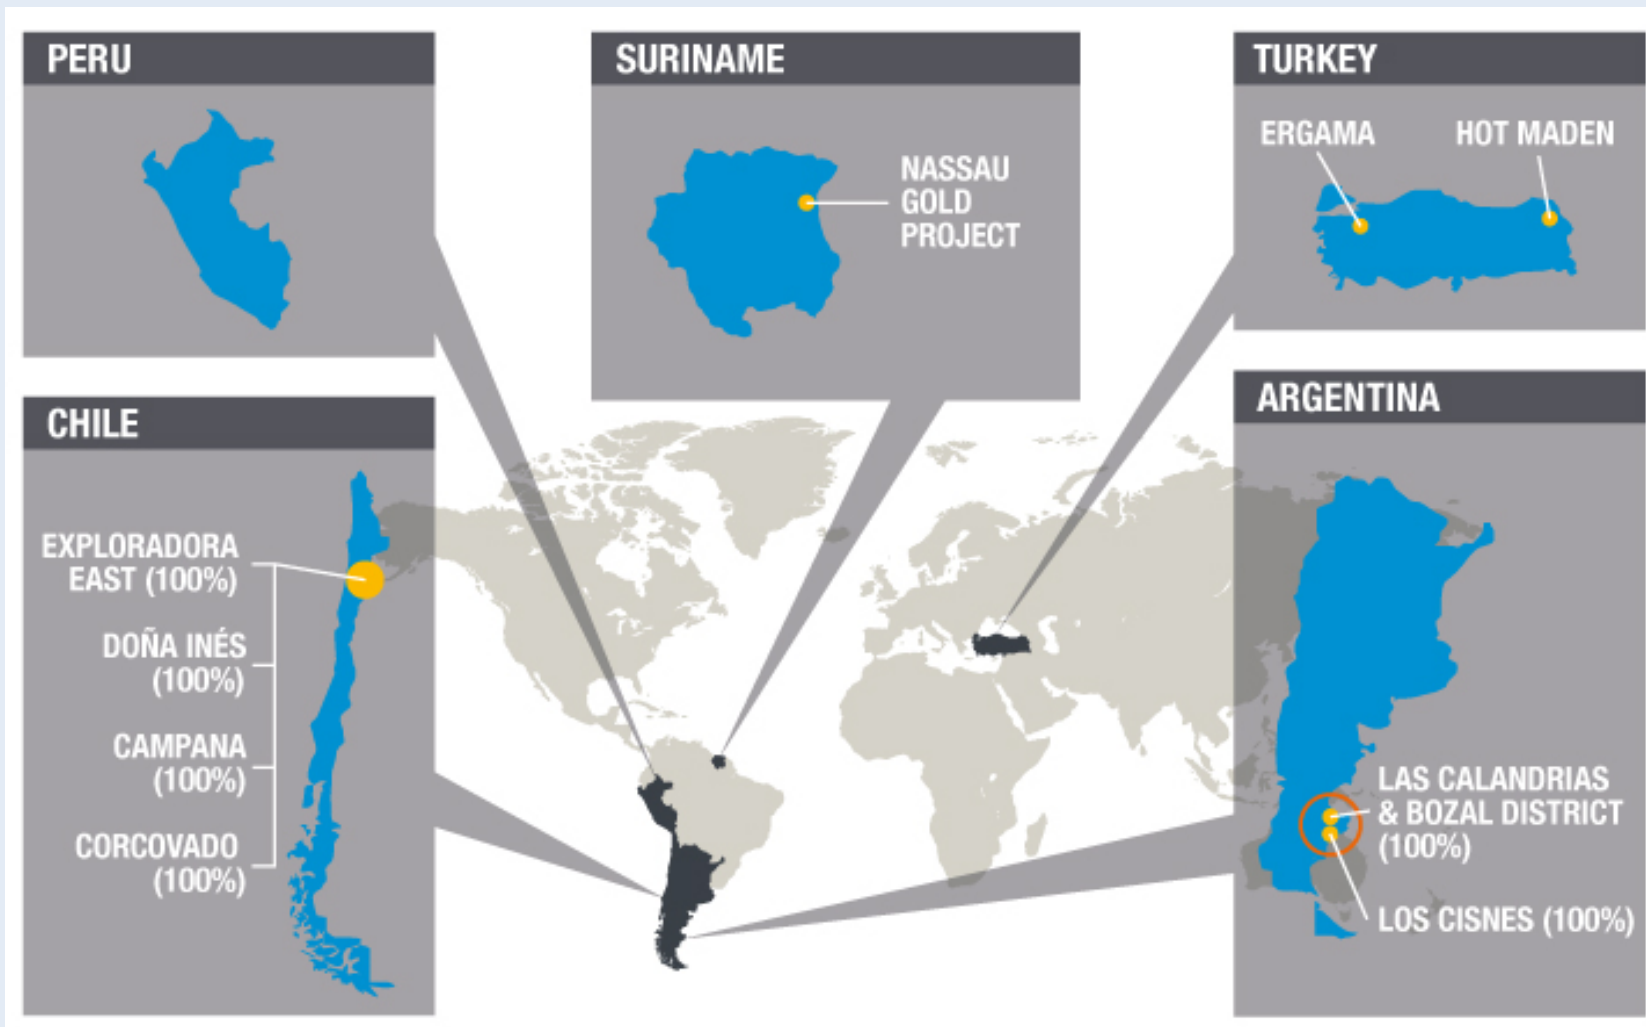 PERU
SURINAME
NASSAU
GOLD
PROJECT
TURKEY
ERGAMA
HOT MADEN
CHILE
EXPLORADORA
EAST (100%)
DOÑA INÉS
(100%)
CAMPANA
(100%)
CORCOVADO
(100%)
ARGENTINA
LAS CALANDRIAS
& BOZAL DISTRICT
(100%)
LOS CISNES (100%)